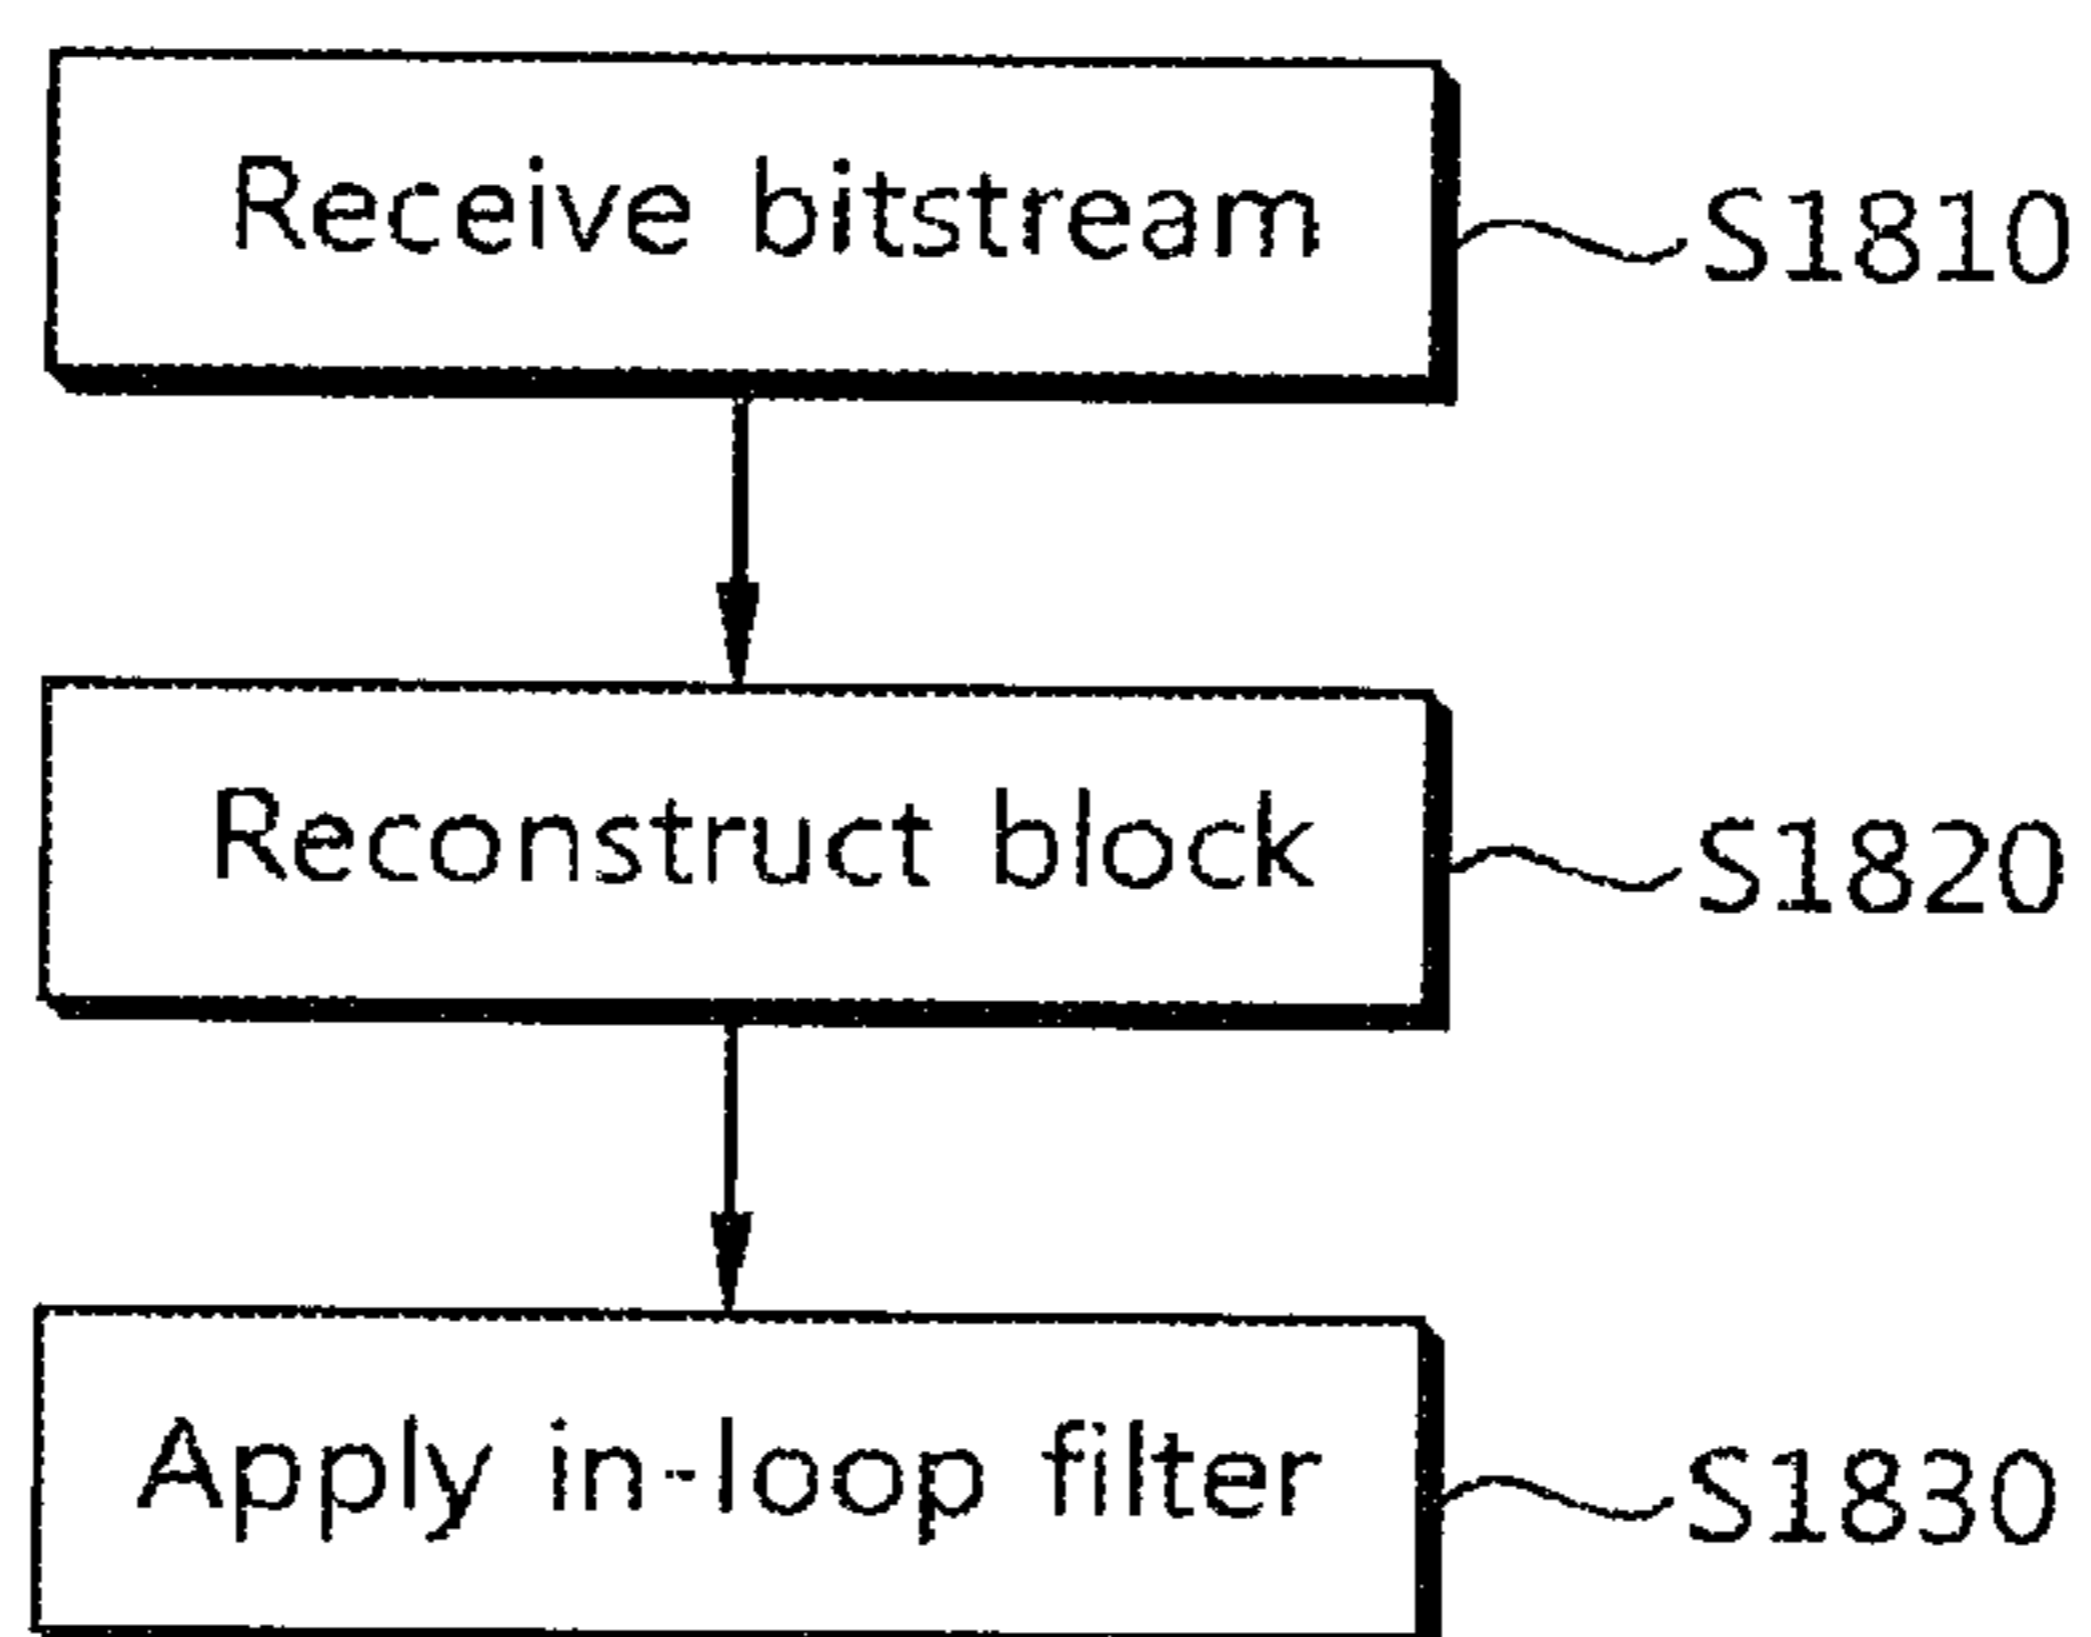 Receive bitstream
S1810
Reconstruct block
S1820
Apply in-loop filter
S1830